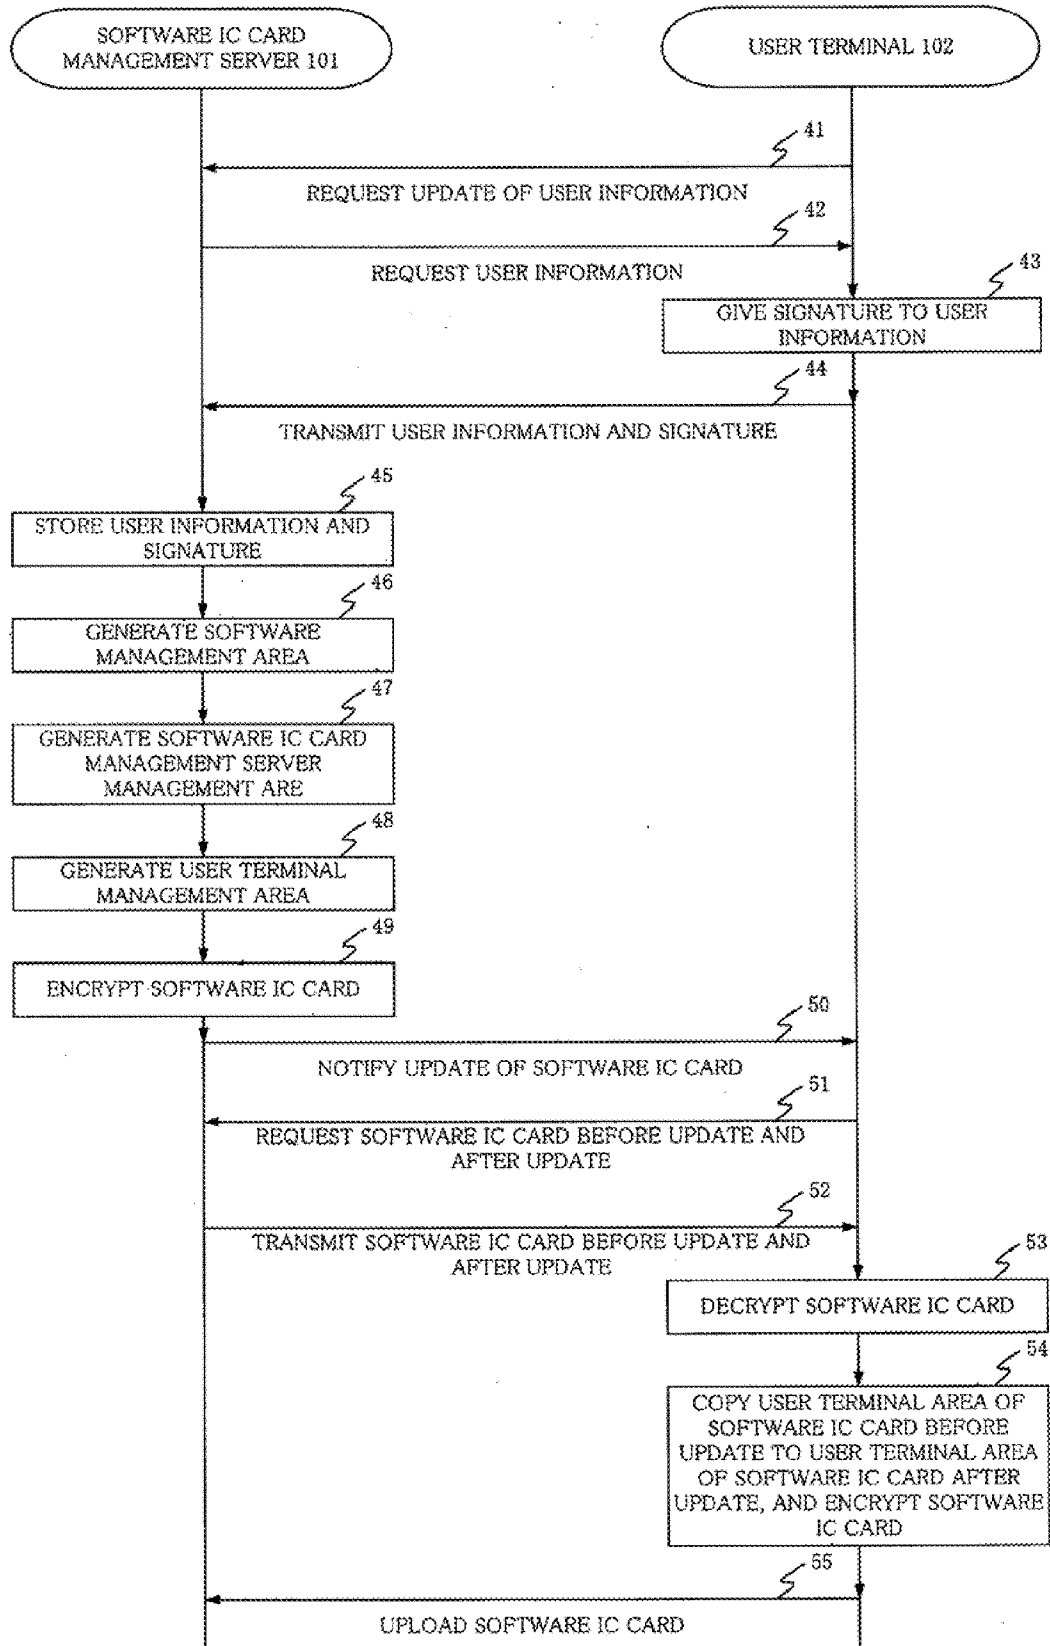 SOFTWARE IC CARD
MANAGEMENT SERVER 101
USER TERMINAL 102
41
REQUEST UPDATE OF USER INFORMATION
42
REQUEST USER INFORMATION
43
GIVE SIGNATURE TO USER
INFORMATION
44
TRANSMIT USER INFORMATION AND SIGNATURE
45
STORE USER INFORMATION AND
SIGNATURE
46
GENERATE SOFTWARE
MANAGEMENT AREA
47
GENERATE SOFTWARE IC CARD
MANAGEMENT SERVER
MANAGEMENT ARE
48
GENERATE USER TERMINAL
MANAGEMENT AREA
49
ENCRYPT SOFTWARE IC CARD
50
NOTIFY UPDATE OF SOFTWARE IC CARD
51
REQUEST SOFTWARE IC CARD BEFORE UPDATE AND
AFTER UPDATE
52
TRANSMIT SOFTWARE IC CARD BEFORE UPDATE AND
AFTER UPDATE
53
DECRYPT SOFTWARE IC CARD
54
COPY USER TERMINAL AREA OF
SOFTWARE IC CARD BEFORE
UPDATE TO USER TERMINAL AREA
OF SOFTWARE IC CARD AFTER
UPDATE, AND ENCRYPT SOFTWARE
IC CARD
55
UPLOAD SOFTWARE IC CARD